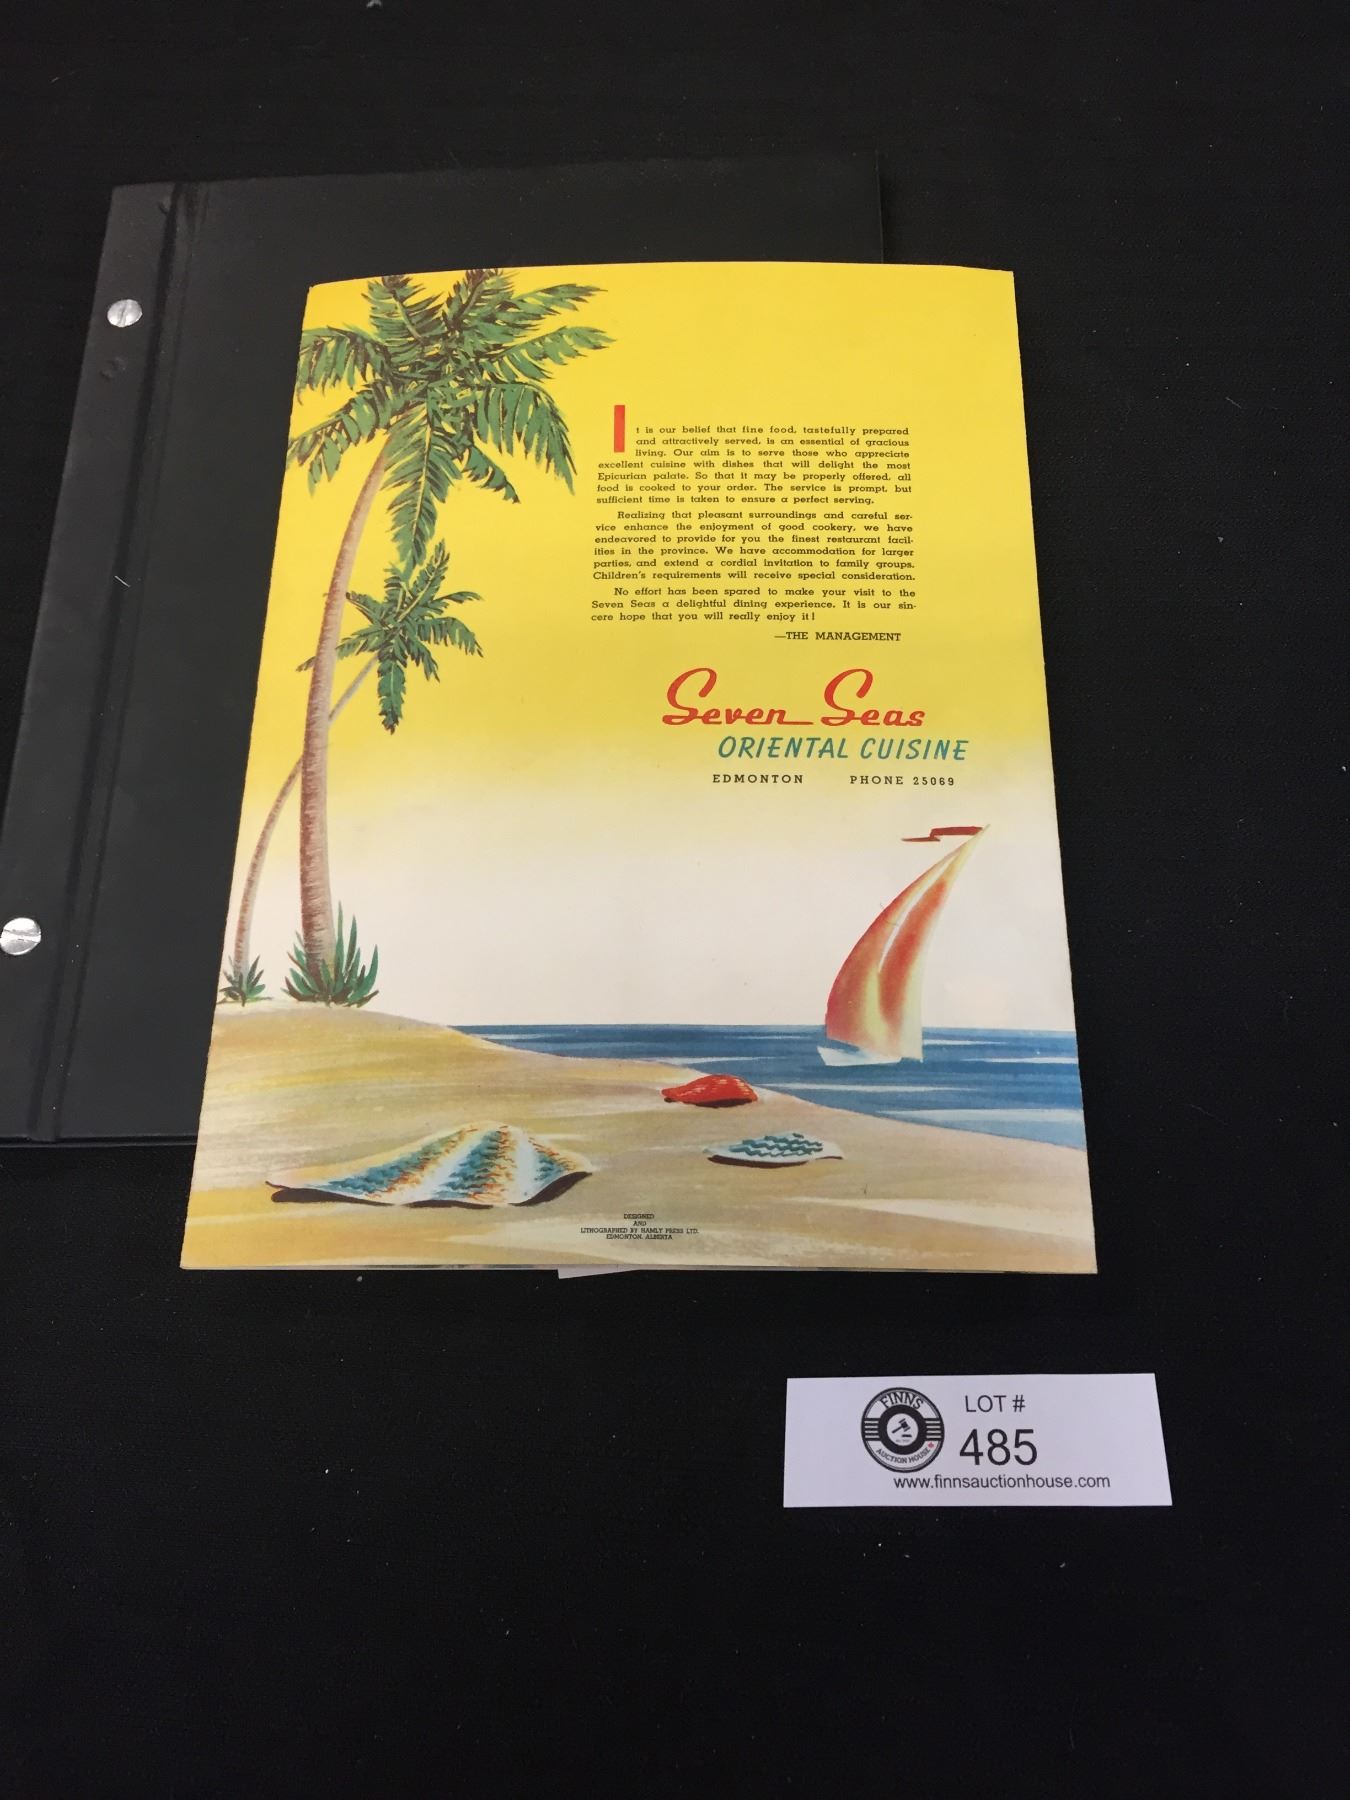 It is our belief that fine food, tastefully prepared
and attractively served, is an essential of gracious
living. Our aim is to serve those who appreciate
excellent cuisine with dishes that will delight the most
Epicurian palate. So that it may be properly offered, all
food is cooked to your order. The service is prompt, but
sufficient time is taken to ensure a perfect serving.
Realizing that pleasant surroundings and careful ser-
vice enhance the enjoyment of good cookery, we have
endeavored to provide for you the finest restaurant facil-
ities in the province. We have accommodation for larger
parties, and extend a cordial invitation to family groups.
Children's requirements will receive special consideration.
No effort has been spared to make your visit to the
Seven Seas a delightful dining experience. It is our sin-
cere hope that you will really enjoy it!
—THE MANAGEMENT
Seven Seas
ORIENTAL CUISINE
EDMONTON PHONE 25069
DESIGNED
AND
LITHOGRAPHED BY HAMLY PRESS LTD.
EDMONTON, ALBERTA
FINNS
AUCTION HOUSE
LOT #
485
www.finnsauctionhouse.com